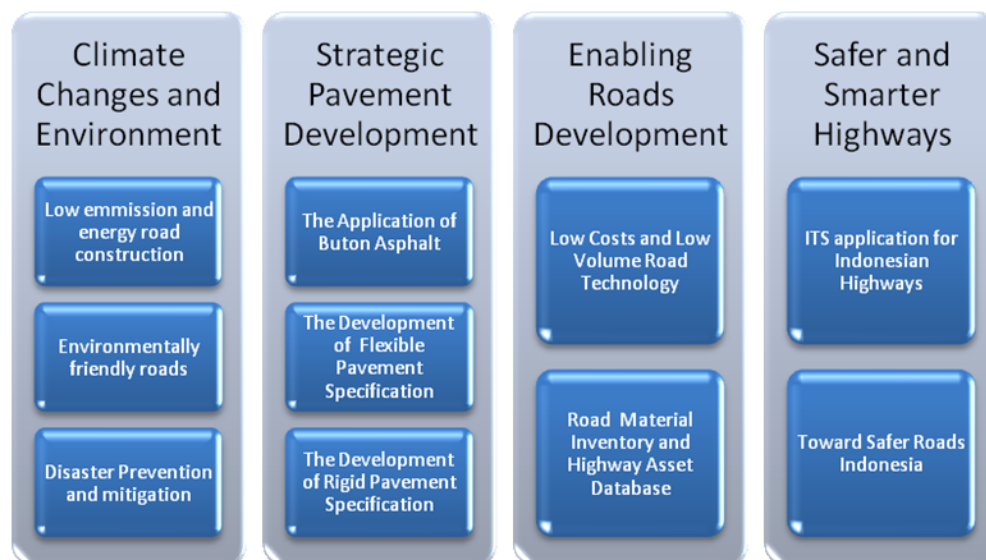 Climate
Changes and
Environment
Low emmission and
energy road
construction
Environmentally
friendly roads
Disaster Prevention
and mitigation
Strategic
Pavement
Development
The Application of
Buton Asphalt
The Development
of Flexible
Pavement
Specification
The Development
of Rigid Pavement
Specification
Enabling
Roads
Development
Low Costs and Low
Volume Road
Technology
Road Material
Inventory and
Highway Asset
Database
Safer and
Smarter
Highways
ITS application for
Indonesian
Highways
Toward Safer Roads
Indonesia